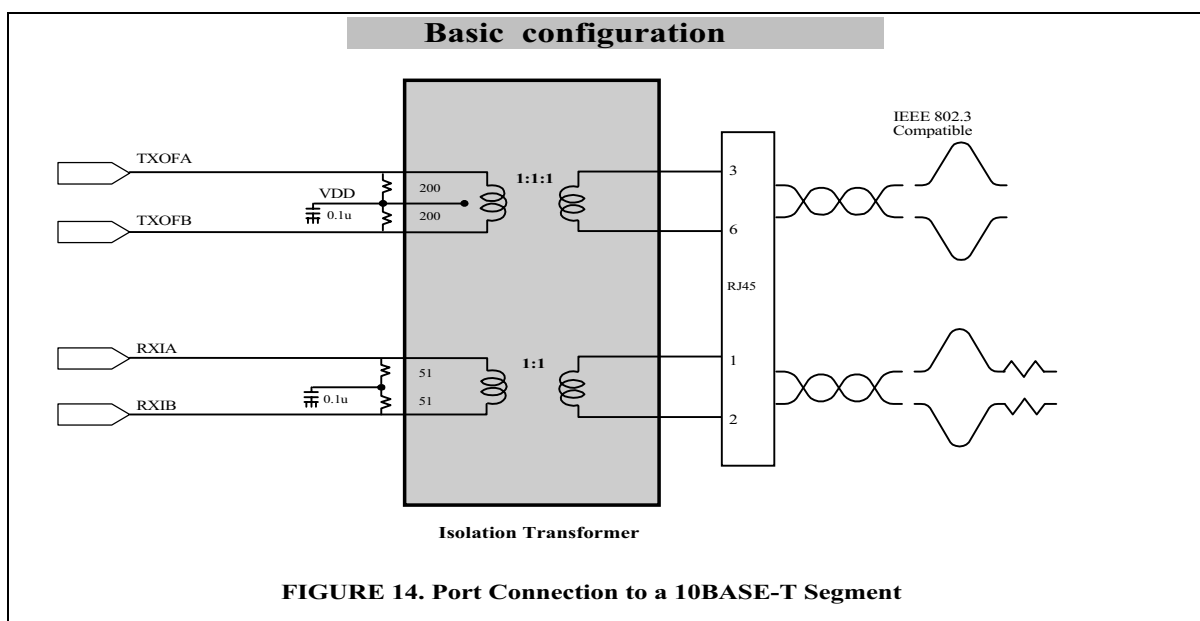 Basic configuration
IEEE 802.3
Compatible
TXOFA
VDD
200
0.1u
200
TXOFB
1:1:1
3
6
RJ45
RXIA
51
0.1u
51
RXIB
1:1
1
2
Isolation Transformer
FIGURE 14. Port Connection to a 10BASE-T Segment